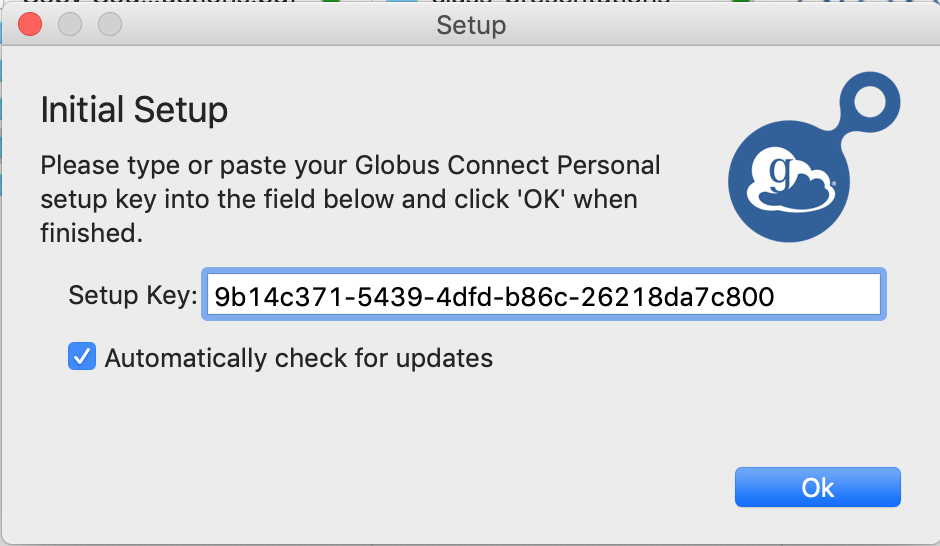 Setup
Initial Setup
Please type or paste your Globus Connect Personal
setup key into the field below and click 'OK' when
finished.
g
Setup Key: 9b14c371-5439-4dfd-b86c-26218da7c800
Automatically check for updates
Ok